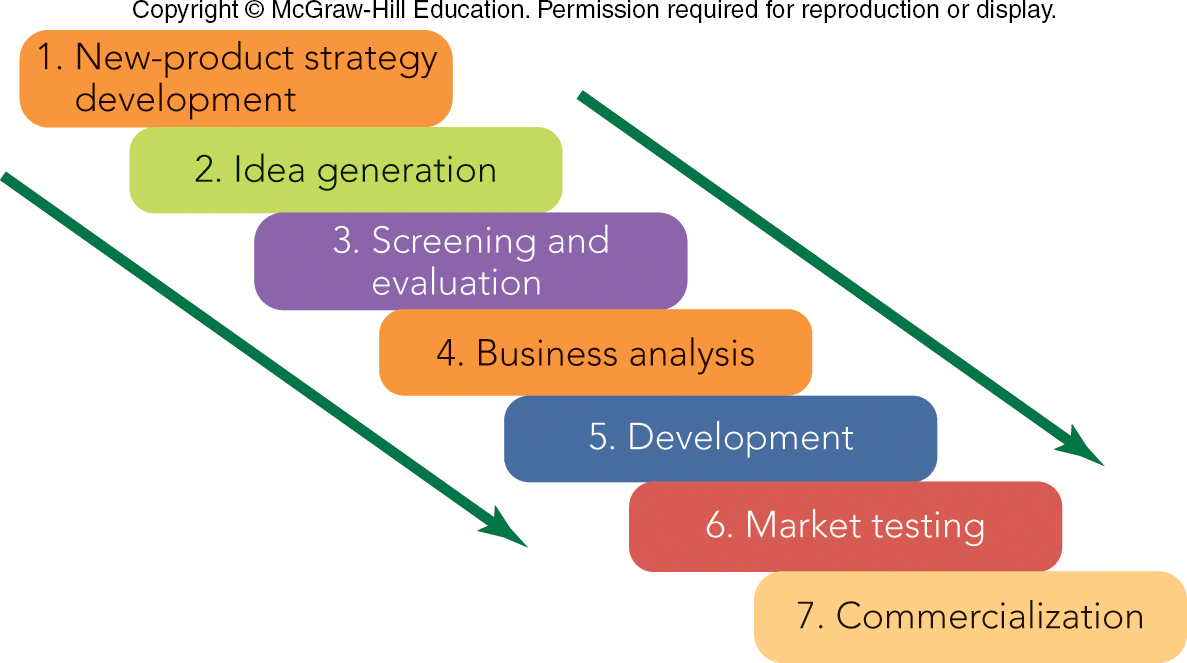 Copyright © McGraw-Hill Education. Permission required for reproduction or display.
1. New-product strategy
development
2. Idea generation
3. Screening and
evaluation
4. Business analysis
5. Development
6. Market testing
7. Commercialization